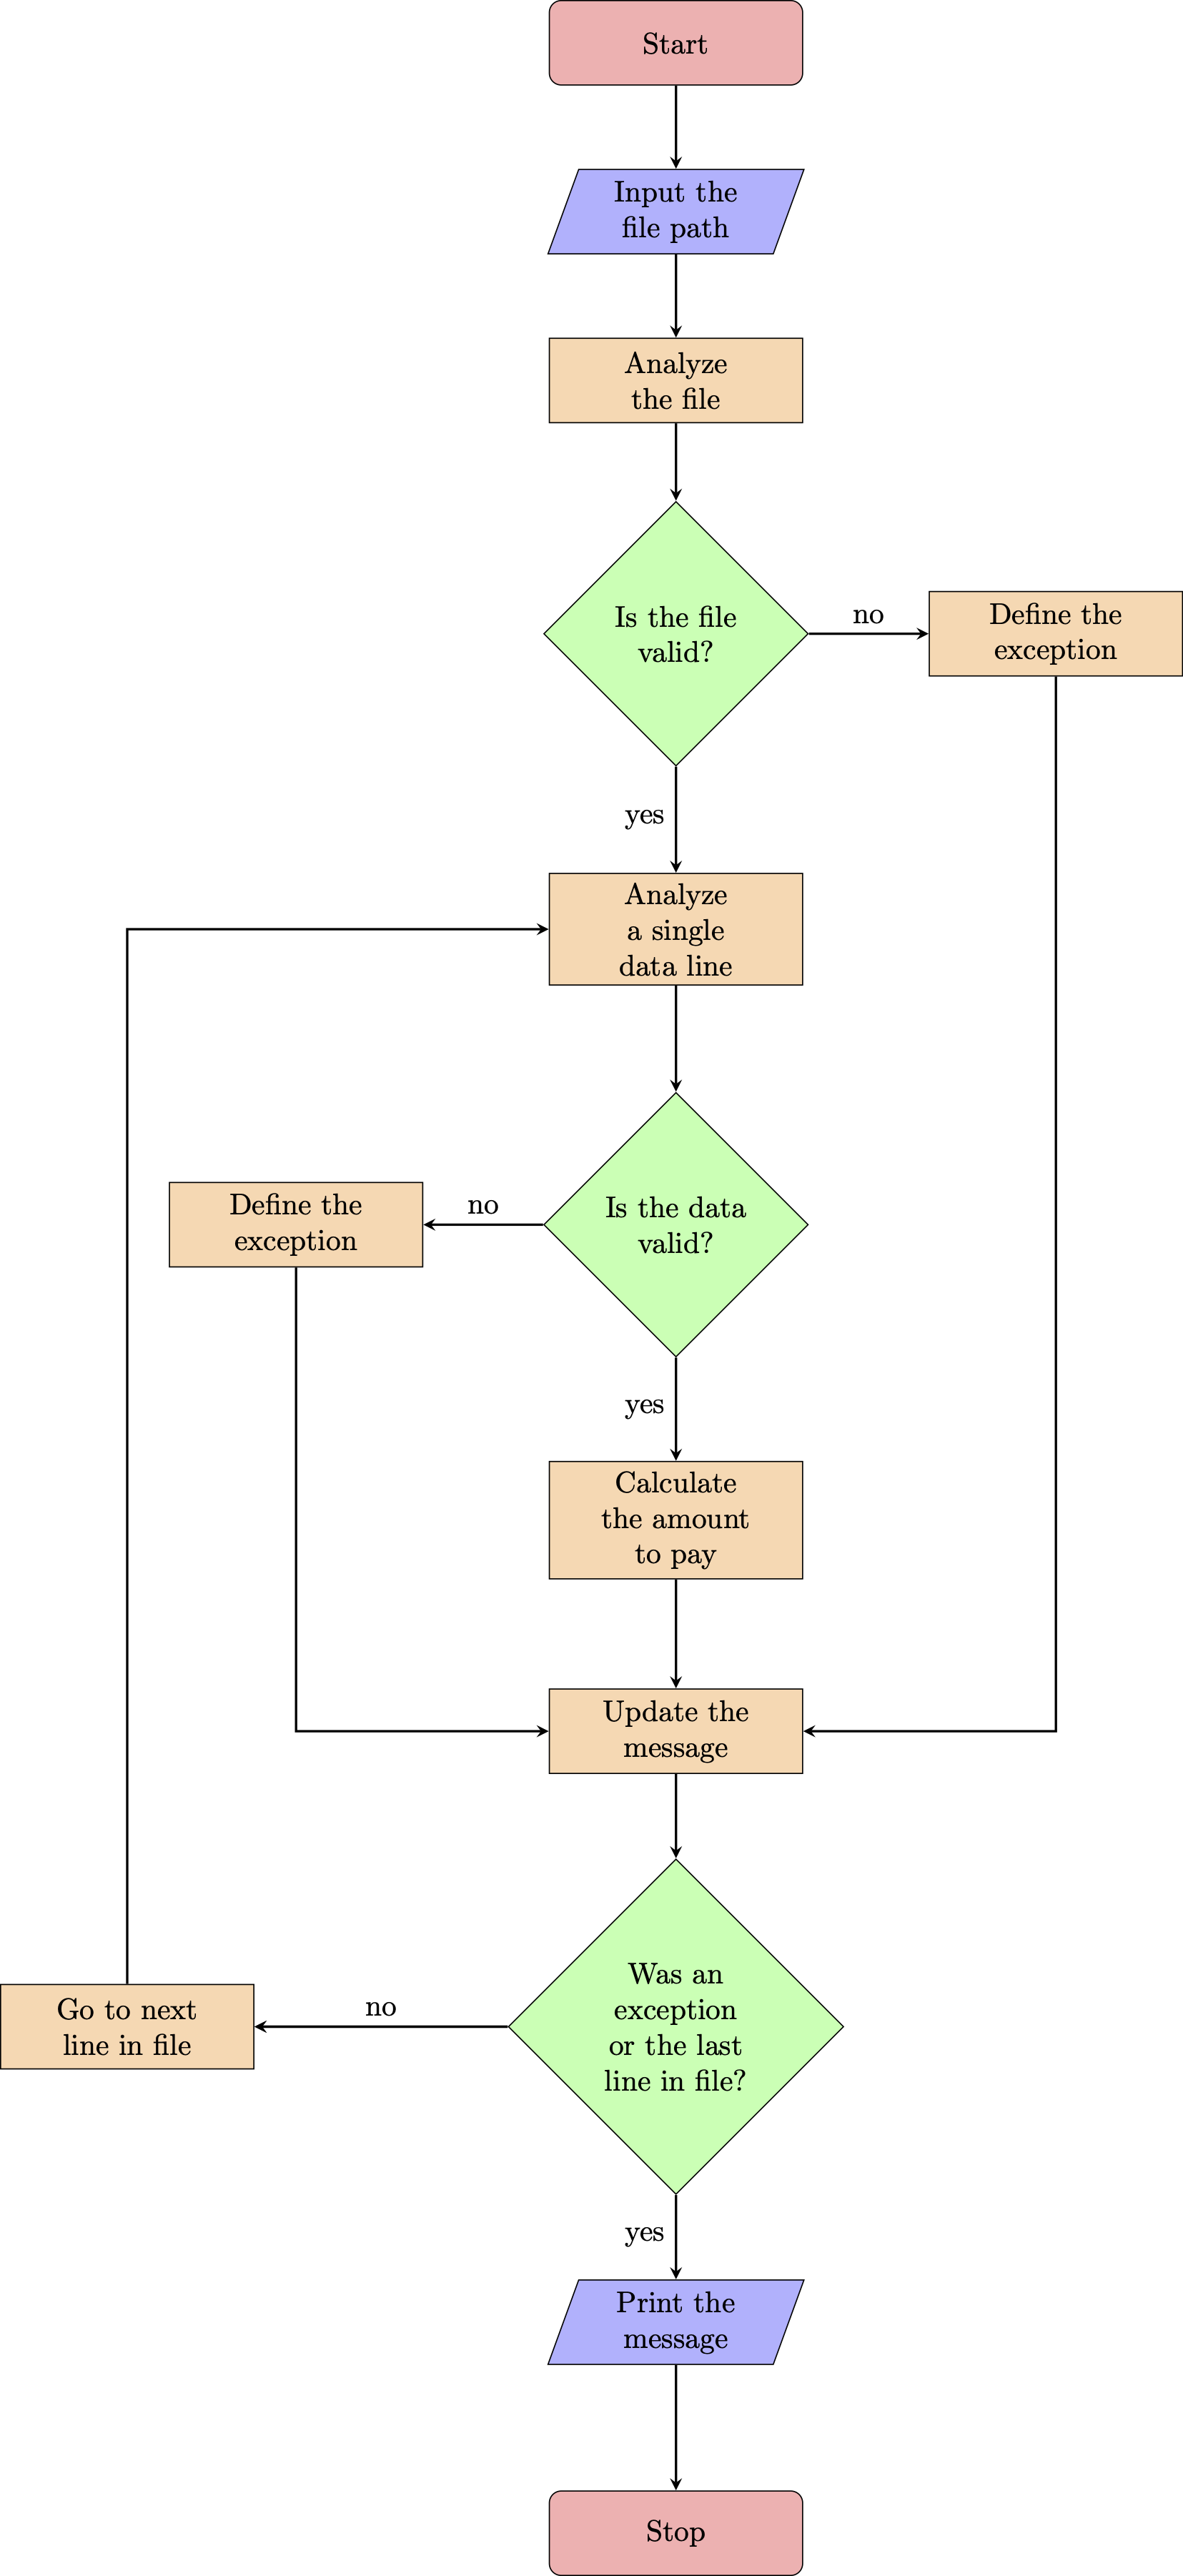 Start
Input the
file path
Analyze
the file
Is the file
valid?
no
Define the
exception
yes
Analyze
a single
data line
Define the
exception
no
Is the data
valid?
yes
Calculate
the amount
to pay
Update the
message
Go to next
line in file
no
Was an
exception
or the last
line in file?
yes
Print the
message
Stop